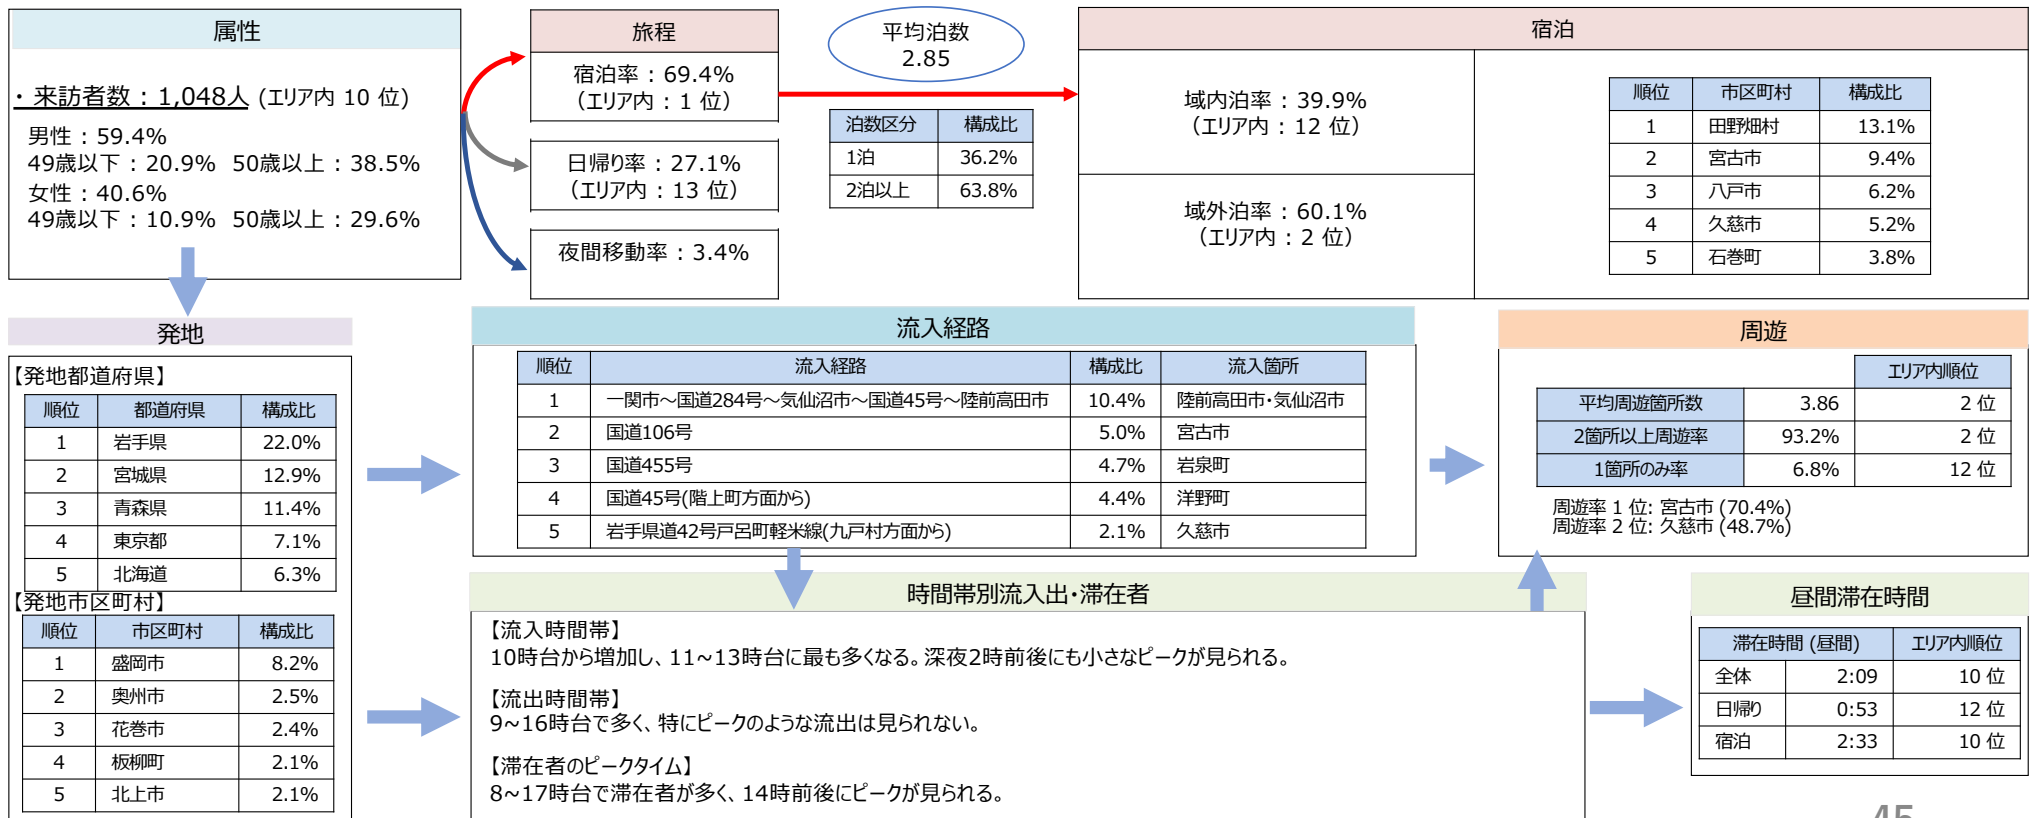 属性
・来訪者数：1,048人 (エリア内 10 位)
男性：59.4%
49歳以下：20.9% 50歳以上：38.5%
女性：40.6%
49歳以下：10.9% 50歳以上：29.6%
旅程
宿泊率：69.4%
（エリア内：1 位）
日帰り率：27.1%
（エリア内：13 位）
夜間移動率：3.4%
平均泊数
2.85
泊数区分 構成比
1泊 36.2%
2泊以上 63.8%
宿泊
域内泊率：39.9%
（エリア内：12 位）
域外泊率：60.1%
（エリア内：2 位）
順位 市区町村 構成比
1 田野畑村 13.1%
2 宮古市 9.4%
3 八戸市 6.2%
4 久慈市 5.2%
5 石巻町 3.8%
発地
【発地都道府県】
順位 都道府県 構成比
1 岩手県 22.0%
2 宮城県 12.9%
3 青森県 11.4%
4 東京都 7.1%
5 北海道 6.3%
【発地市区町村】
順位 市区町村 構成比
1 盛岡市 8.2%
2 奥州市 2.5%
3 花巻市 2.4%
4 板柳町 2.1%
5 北上市 2.1%
流入経路
順位 流入経路 構成比 流入箇所
1 一関市～国道284号～気仙沼市～国道45号～陸前高田市 10.4% 陸前高田市・気仙沼市
2 国道106号 5.0% 宮古市
3 国道455号 4.7% 岩泉町
4 国道45号(階上町方面から) 4.4% 洋野町
5 岩手県道42号戸呂町軽米線(九戸村方面から) 2.1% 久慈市
時間帯別流入出・滞在者
【流入時間帯】
10時台から増加し、11~13時台に最も多くなる。深夜2時前後にも小さなピークが見られる。
【流出時間帯】
9~16時台で多く、特にピークのような流出は見られない。
【滞在者のピークタイム】
8~17時台で滞在者が多く、14時前後にピークが見られる。
周遊
エリア内順位
平均周遊箇所数 3.86 2 位
2箇所以上周遊率 93.2% 2 位
1箇所のみ率 6.8% 12 位
周遊率 1 位: 宮古市 (70.4%)
周遊率 2 位: 久慈市 (48.7%)
昼間滞在時間
滞在時間 (昼間) エリア内順位
全体 2:09 10 位
日帰り 0:53 12 位
宿泊 2:33 10 位
45